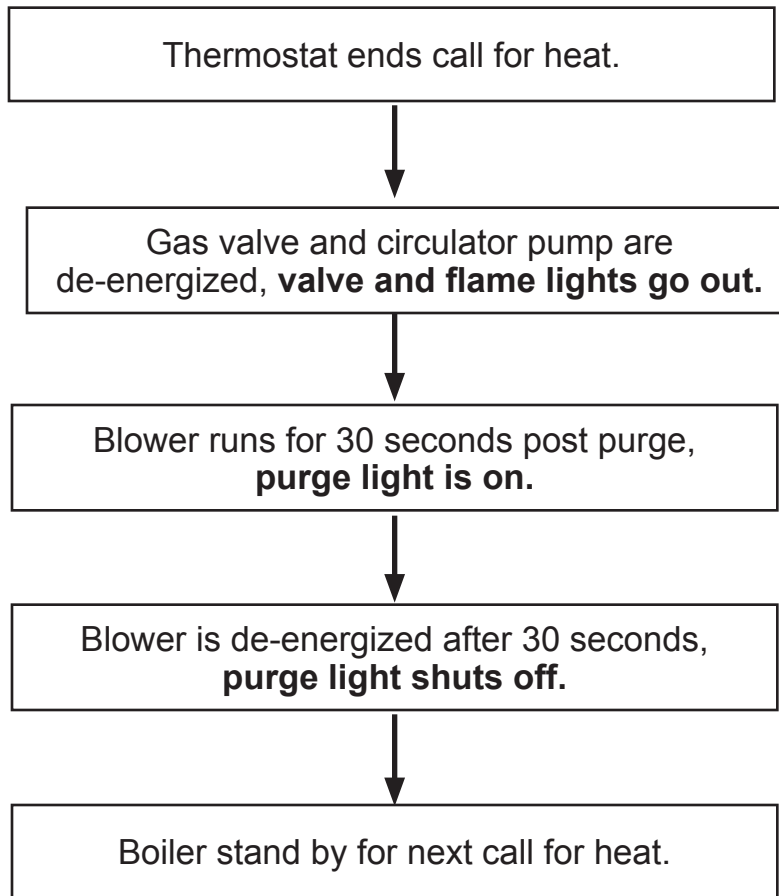 Thermostat ends call for heat.
Gas valve and circulator pump are
de-energized, valve and flame lights go out.
Blower runs for 30 seconds post purge,
purge light is on.
Blower is de-energized after 30 seconds,
purge light shuts off.
Boiler stand by for next call for heat.